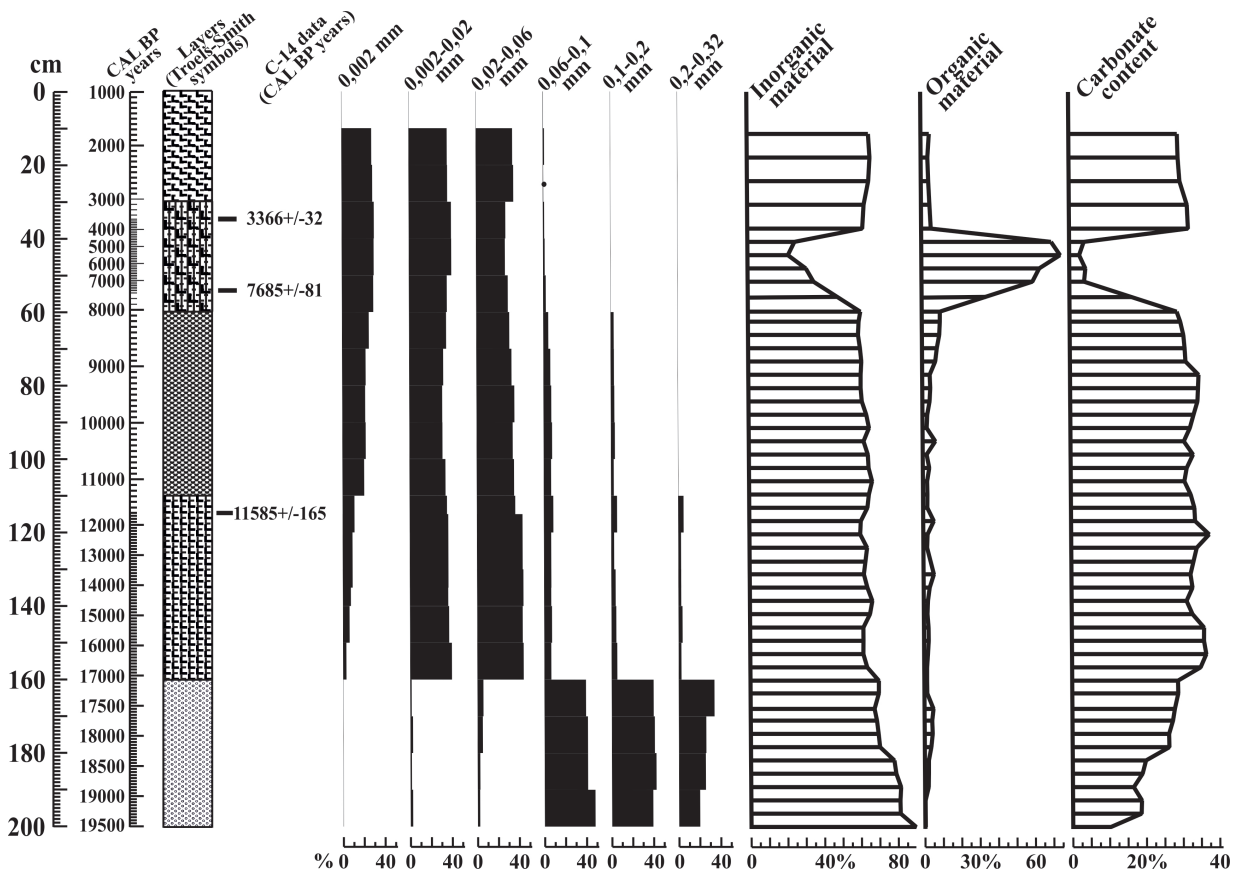 cm
CAL BP
years
Layers
(Troels-Smith
symbols)
C-14 data
(CAL BP years)
0,002 mm
0,002-0,02
mm
0,02-0,06
mm
0,06-0,1
mm
0,1-0,2
mm
0,2-0,32
mm
Inorganic
material
Organic
material
Carbonate
content
0
20
40
60
80
100
120
140
160
180
200
1000
2000
3000
4000
5000
6000
7000
8000
9000
10000
11000
12000
13000
14000
15000
16000
17000
17500
18000
18500
19000
19500
3366+/-32
7685+/-81
11585+/-165
% 0 40 0 40 0 40 0 40 0 40 0 40 0 40% 80 0 30% 60 0 20% 40